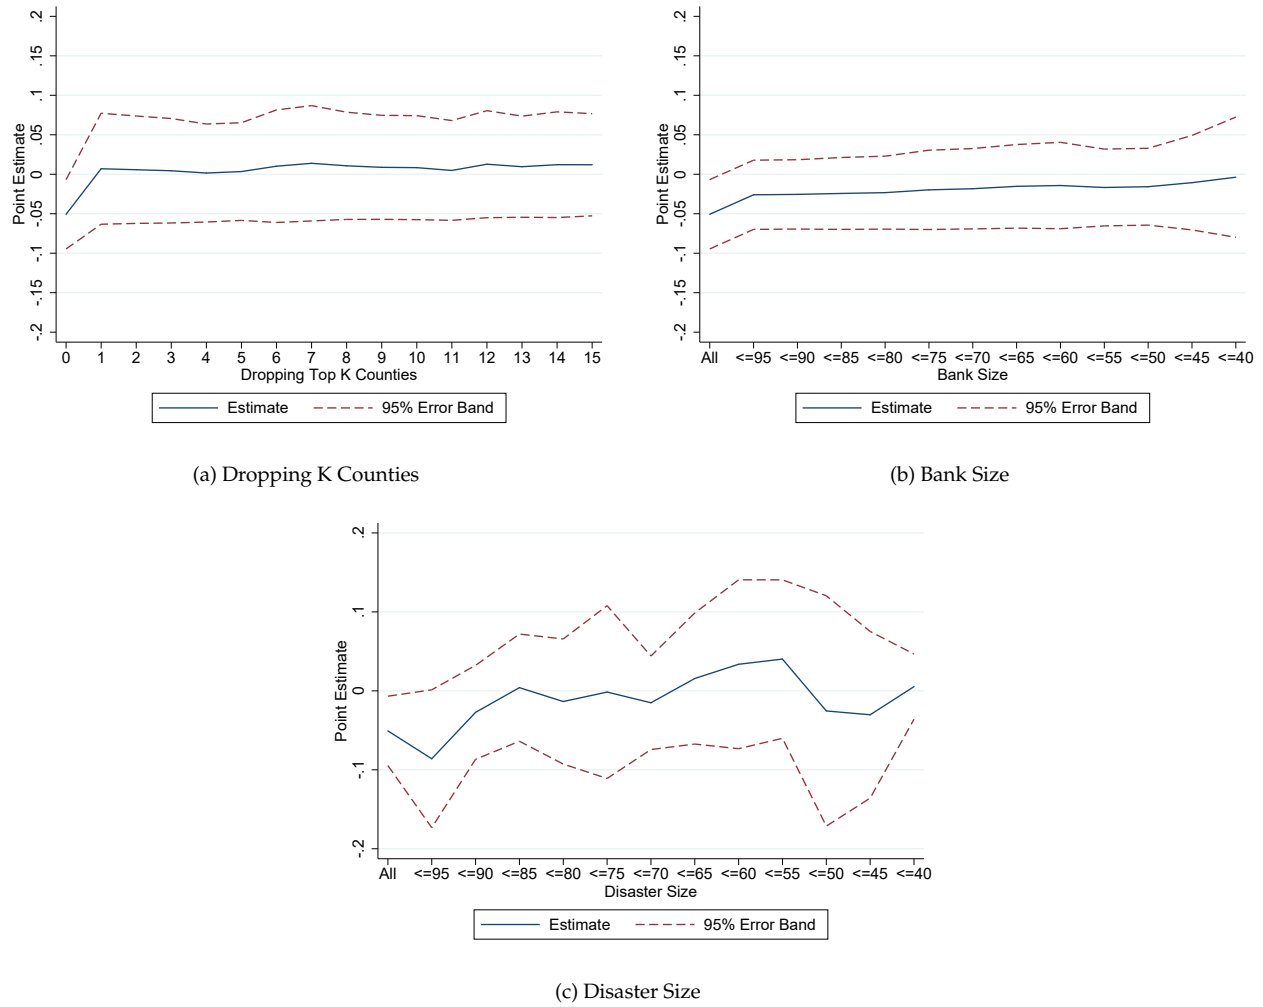 .2
.15
.1
.05
0
-.05
-.1
-.15
-.2
Point Estimate
0 1 2 3 4 5 6 7 8 9 10 11 12 13 14 15
Dropping Top K Counties
Estimate 95% Error Band
(a) Dropping K Counties
.2
.15
.1
.05
0
-.05
-.1
-.15
-.2
Point Estimate
All <=95 <=90 <=85 <=80 <=75 <=70 <=65 <=60 <=55 <=50 <=45 <=40
Bank Size
Estimate 95% Error Band
(b) Bank Size
.2
.1
0
-.1
-.2
Point Estimate
All <=95 <=90 <=85 <=80 <=75 <=70 <=65 <=60 <=55 <=50 <=45 <=40
Disaster Size
Estimate 95% Error Band
(c) Disaster Size